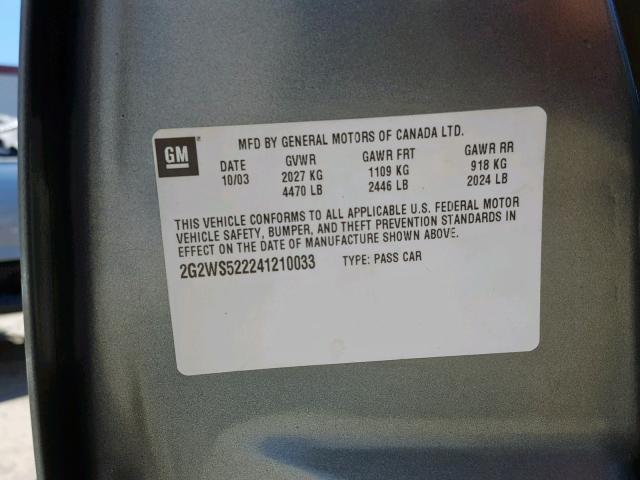 MFD BY GENERAL MOTORS OF CANADA LTD.
GM
DATE GVWR GAWR FRT GAWR RR
10/03 2027 KG 1109 KG 918 KG
4470 LB 2446 LB 2024 LB
THIS VEHICLE CONFORMS TO ALL APPLICABLE U.S. FEDERAL MOTOR
VEHICLE SAFETY, BUMPER, AND THEFT PREVENTION STANDARDS IN
EFFECT ON THE DATE OF MANUFACTURE SHOWN ABOVE.
2G2WS522241210033 TYPE: PASS CAR